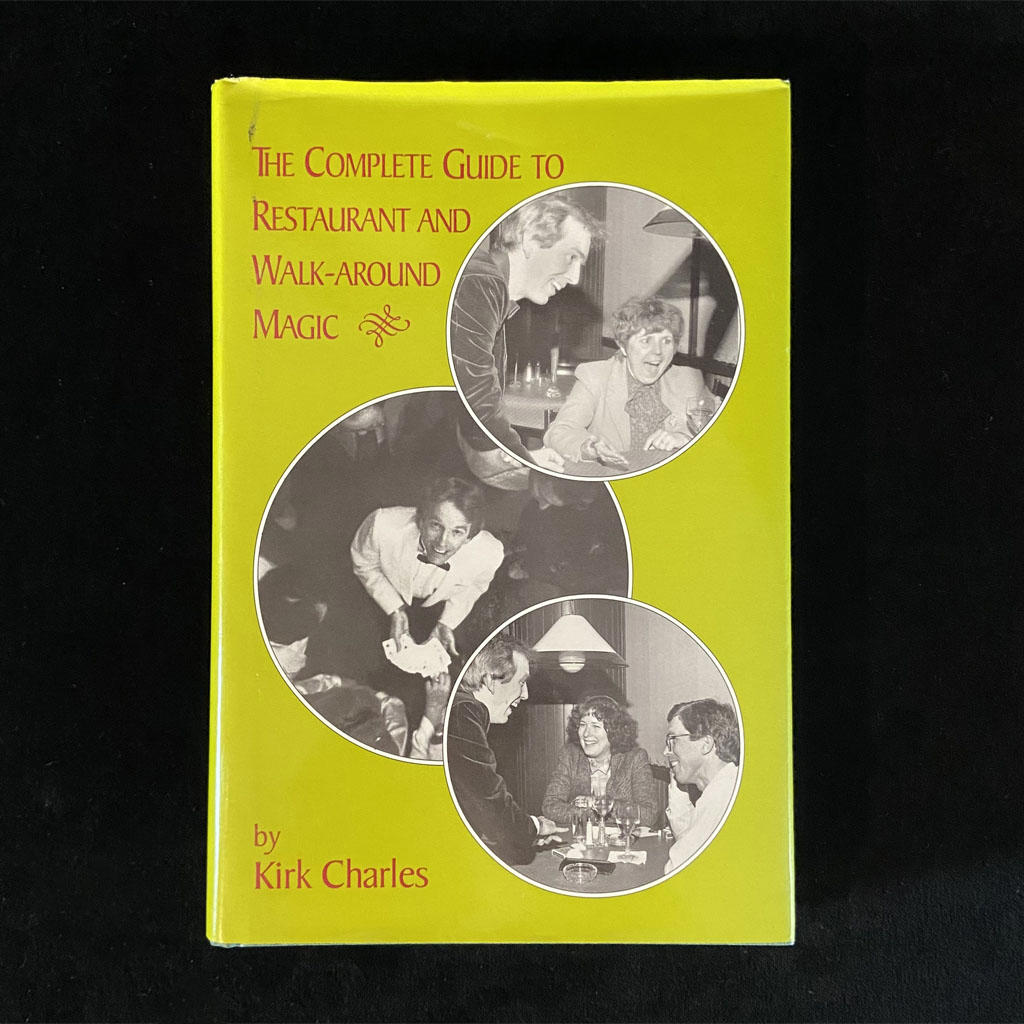 The Complete Guide to
Restaurant and
Walk-around
Magic
by
Kirk Charles